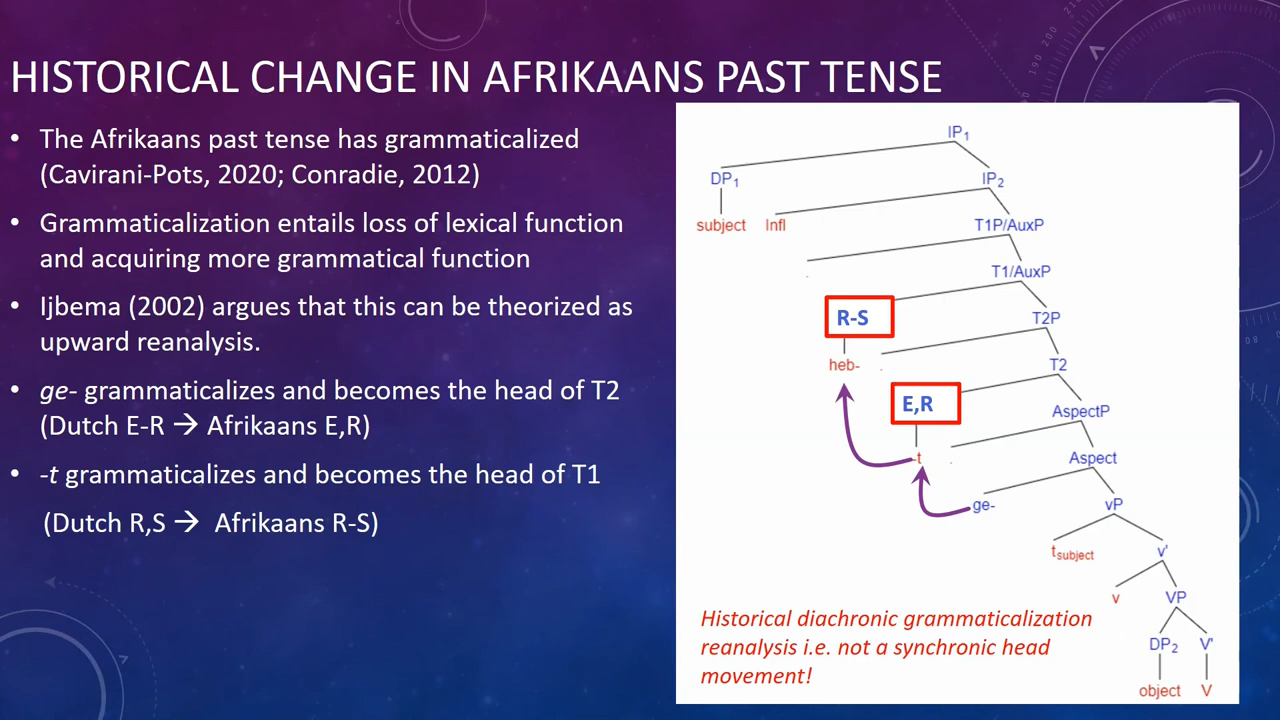 HISTORICAL CHANGE IN AFRIKAANS PAST TENSE
• The Afrikaans past tense has grammaticalized
(Cavirani-Pots, 2020; Conradie, 2012)
• Grammaticalization entails loss of lexical function
and acquiring more grammatical function
• Ijbema (2002) argues that this can be theorized as
upward reanalysis.
• ge- grammaticalizes and becomes the head of T2
(Dutch E-R → Afrikaans E,R)
• -t grammaticalizes and becomes the head of T1
(Dutch R,S → Afrikaans R-S)
IP1
DP1 IP2
subject Infl T1P/AuxP
T1/AuxP
R-S T2P
heb- T2
E,R AspectP
-t Aspect
ge- vP
tsubject v'
v VP
DP2 V'
object V
Historical diachronic grammaticalization
reanalysis i.e. not a synchronic head
movement!